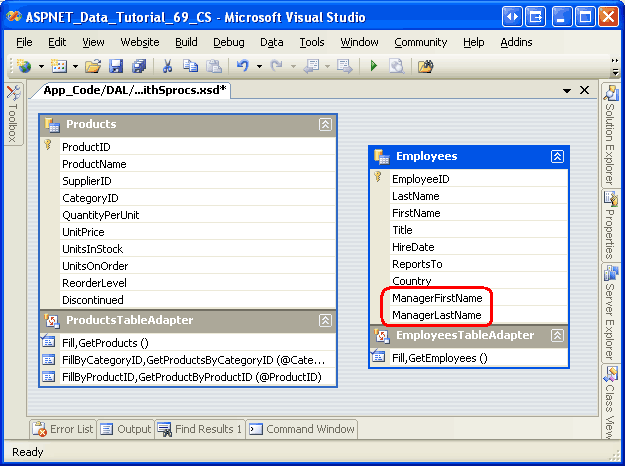 ASPNET_Data_Tutorial_69_CS - Microsoft Visual Studio
File Edit View Website Build Debug Data Tools Window Community Help Addins
App_Code/DAL/...ithSprocs.xsd*
Toolbox
Products
ProductID
ProductName
SupplierID
CategoryID
QuantityPerUnit
UnitPrice
UnitsInStock
UnitsOnOrder
ReorderLevel
Discontinued
ProductsTableAdapter
Fill,GetProducts ()
FillByCategoryID,GetProductsByCategoryID (@Cate...
FillByProductID,GetProductByProductID (@ProductID)
Employees
EmployeeID
LastName
FirstName
Title
HireDate
ReportsTo
Country
ManagerFirstName
ManagerLastName
EmployeesTableAdapter
Fill,GetEmployees ()
Solution Explorer
Properties
Server Explorer
Class View
Error List Output Find Results 1 Command Window
Ready